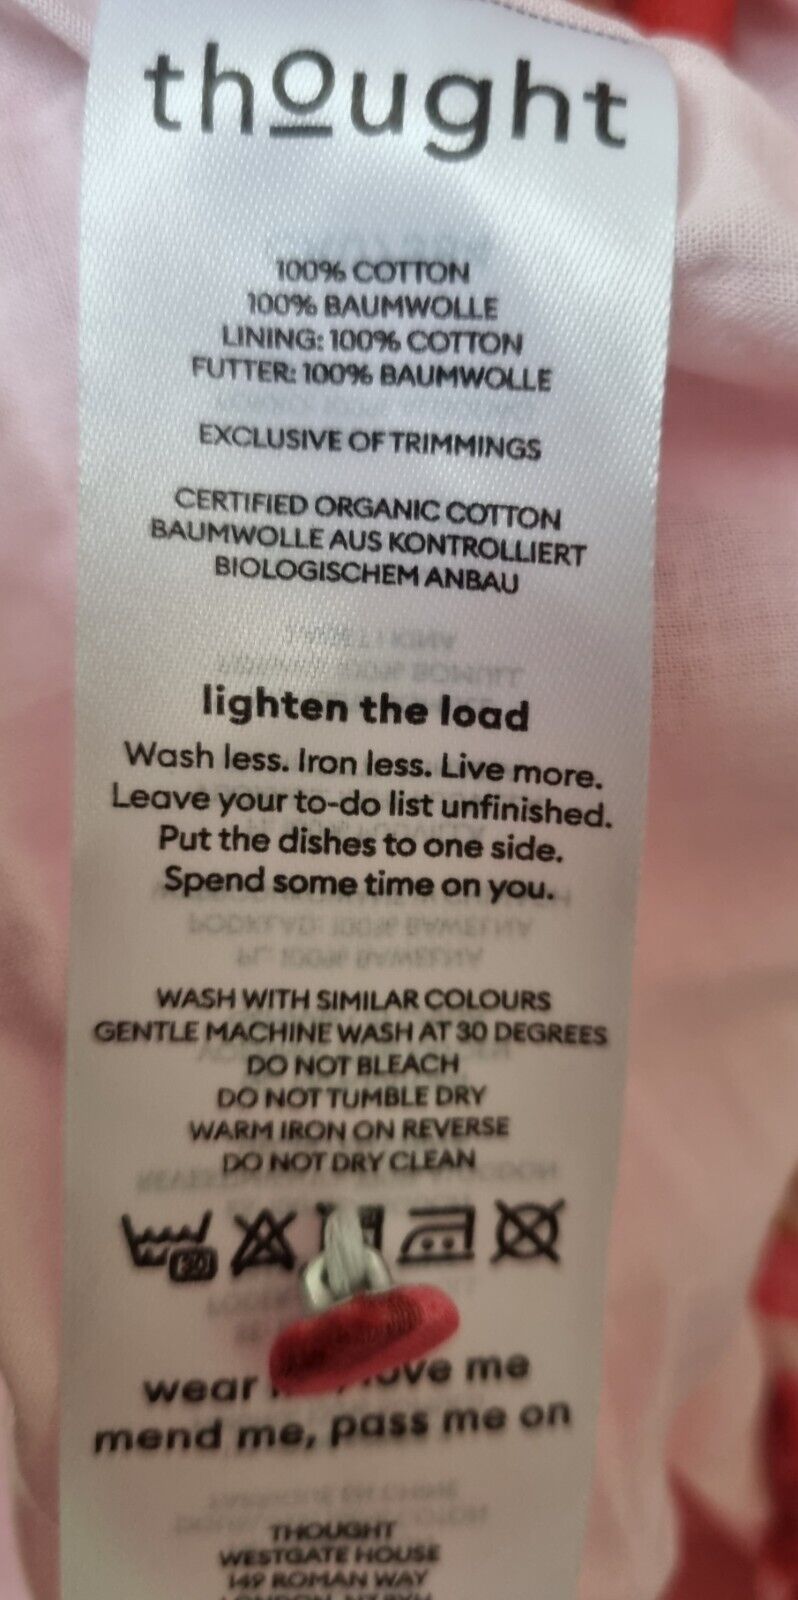 thought
100% COTTON
100% BAUMWOLLE
LINING: 100% COTTON
FUTTER: 100% BAUMWOLLE
EXCLUSIVE OF TRIMMINGS
CERTIFIED ORGANIC COTTON
BAUMWOLLE AUS KONTROLLIERT
BIOLOGISCHEM ANBAU
lighten the load
Wash less. Iron less. Live more.
Leave your to-do list unfinished.
Put the dishes to one side.
Spend some time on you.
WASH WITH SIMILAR COLOURS
GENTLE MACHINE WASH AT 30 DEGREES
DO NOT BLEACH
DO NOT TUMBLE DRY
WARM IRON ON REVERSE
DO NOT DRY CLEAN
30
wear me
mend me, pass me on
THOUGHT
WESTGATE HOUSE
149 ROMAN WAY
LONDON